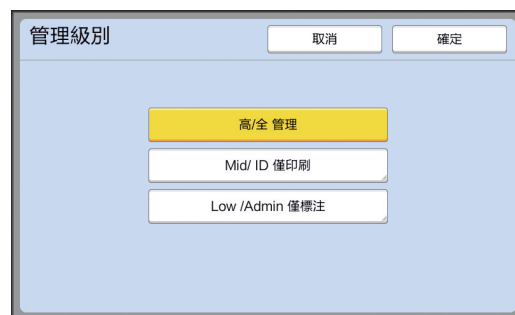 管理級別
取消
確定
高/全 管理
Mid/ ID 僅印刷
Low /Admin 僅標注